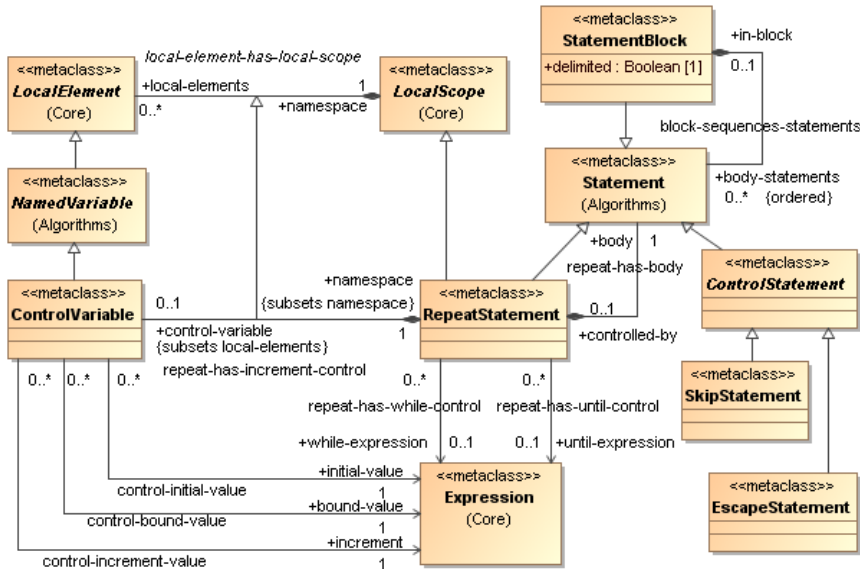 <<metaclass>>
StatementBlock
+delimited : Boolean [1]
+in-block
0..1
block-sequences-statements
local-element-has-local-scope
<<metaclass>>
LocalElement
(Core)
+local-elements
0..*
1
+namespace
<<metaclass>>
LocalScope
(Core)
<<metaclass>>
Statement
(Algorithms)
+body-statements
0..* {ordered}
<<metaclass>>
NamedVariable
(Algorithms)
+body
1
repeat-has-body
<<metaclass>>
ControlStatement
<<metaclass>>
ControlVariable
0..1
+control-variable
{subsets local-elements}
repeat-has-increment-control
+namespace
{subsets namespace}
1
<<metaclass>>
RepeatStatement
0..1
+controlled-by
<<metaclass>>
SkipStatement
0..*
0..*
0..*
0..*
0..*
repeat-has-while-control
repeat-has-until-control
+while-expression
0..1
0..1
+until-expression
+initial-value
control-initial-value
1
+bound-value
control-bound-value
1
+increment
control-increment-value
1
<<metaclass>>
Expression
(Core)
<<metaclass>>
EscapeStatement